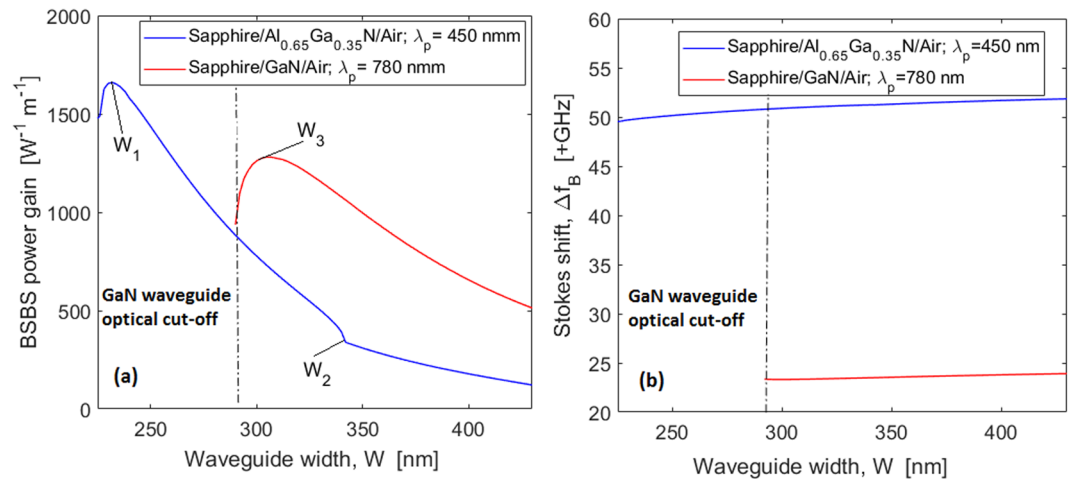 2000
1500
1000
500
0
BSBS power gain [W⁻¹ m⁻¹]
Sapphire/Al₀.₆₅Ga₀.₃₅N/Air; λₚ= 450 nmm
Sapphire/GaN/Air; λₚ= 780 nmm
W₁
W₃
W₂
GaN waveguide
optical cut-off
(a)
250
300
350
400
Waveguide width, W [nm]
60
55
50
45
40
35
30
25
20
Stokes shift, Δf_B [+GHz]
Sapphire/Al₀.₆₅Ga₀.₃₅N/Air; λₚ=450 nm
Sapphire/GaN/Air; λₚ=780 nm
GaN waveguide
optical cut-off
(b)
250
300
350
400
Waveguide width, W [nm]